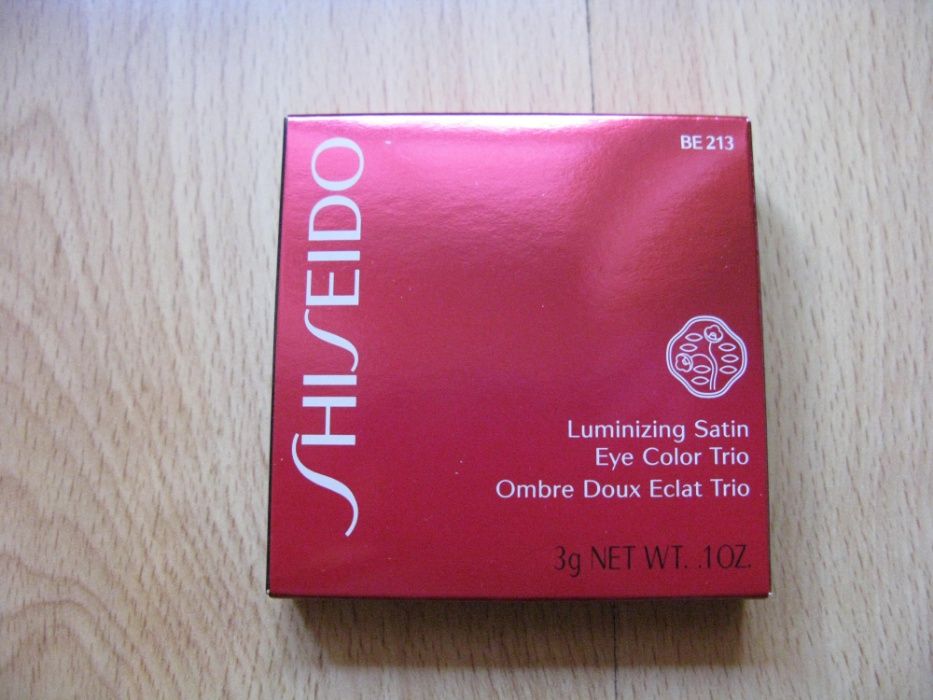 SHISEIDO
BE 213
Luminizing Satin
Eye Color Trio
Ombre Doux Eclat Trio
3g NET WT. .1OZ.